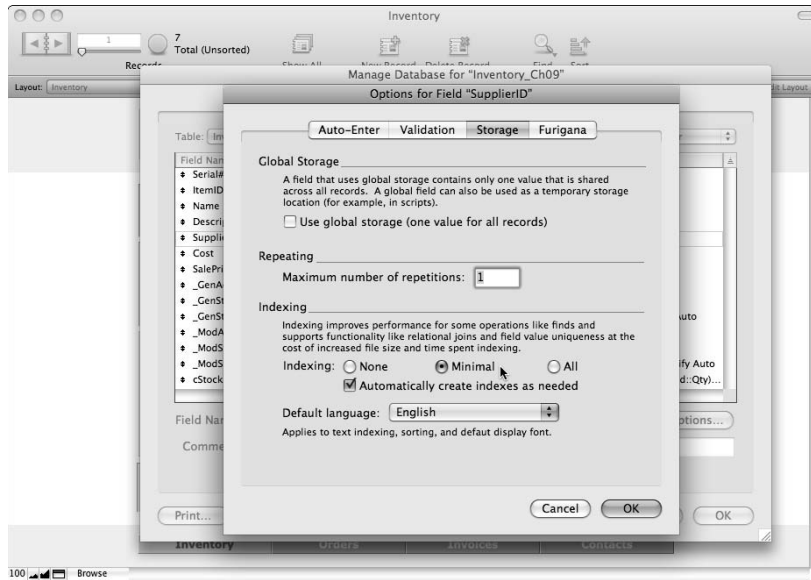 Inventory
1
7
Total (Unsorted)
Records
Show All New Record Delete Record Find Sort
Layout: Inventory
Edit Layout
Manage Database for "Inventory_Ch09"
Options for Field "SupplierID"
Auto-Enter Validation Storage Furigana
Table: In
Field Nam
Serial#
ItemID
Name
Descri
Supplie
Cost
SalePri
_GenA
_GenSt
_GenSt
_ModA
_ModS
_ModS
cStock
Global Storage
A field that uses global storage contains only one value that is shared
across all records. A global field can also be used as a temporary storage
location (for example, in scripts).
Use global storage (one value for all records)
Repeating
Maximum number of repetitions: 1
Indexing
Indexing improves performance for some operations like finds and
supports functionality like relational joins and field value uniqueness at the
cost of increased file size and time spent indexing.
Indexing: None Minimal All
Automatically create indexes as needed
Default language: English
Applies to text indexing, sorting, and defaut display font.
Auto
ify Auto
d::Qty)...
Field Nar
Comme
ptions...
Cancel OK
Print... OK
Inventory Orders Invoices Contacts
100 Browse